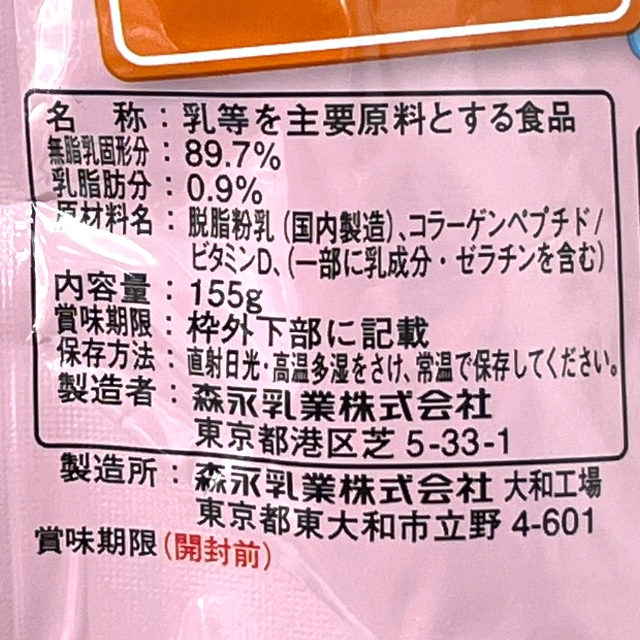 名 称：乳等を主要原料とする食品
無脂乳固形分：89.7%
乳脂肪分：0.9%
原材料名：脱脂粉乳（国内製造）、コラーゲンペプチド/
ビタミンD、（一部に乳成分・ゼラチンを含む）
内容量：155g
賞味期限：枠外下部に記載
保存方法：直射日光・高温多湿をさけ、常温で保存してください。
製造者：森永乳業株式会社
東京都港区芝 5-33-1
製造所：森永乳業株式会社 大和工場
東京都東大和市立野 4-601
賞味期限（開封前）